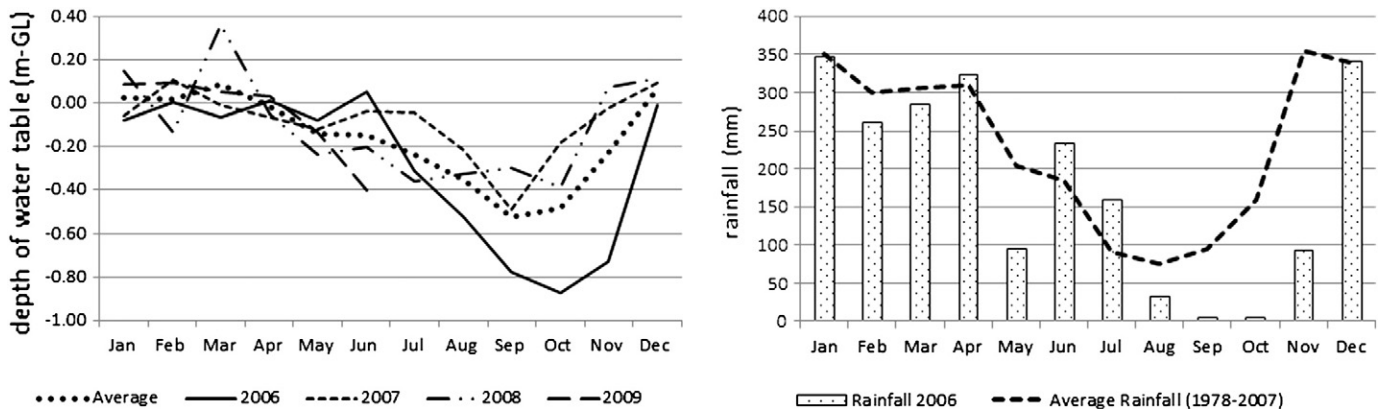 depth of water table (m-GL)
0.40
0.20
0.00
-0.20
-0.40
-0.60
-0.80
-1.00
Jan Feb Mar Apr May Jun Jul Aug Sep Oct Nov Dec
Average 2006 2007 2008 2009
rainfall (mm)
400
350
300
250
200
150
100
50
0
Jan Feb Mar Apr May Jun Jul Aug Sep Oct Nov Dec
Rainfall 2006 Average Rainfall (1978-2007)